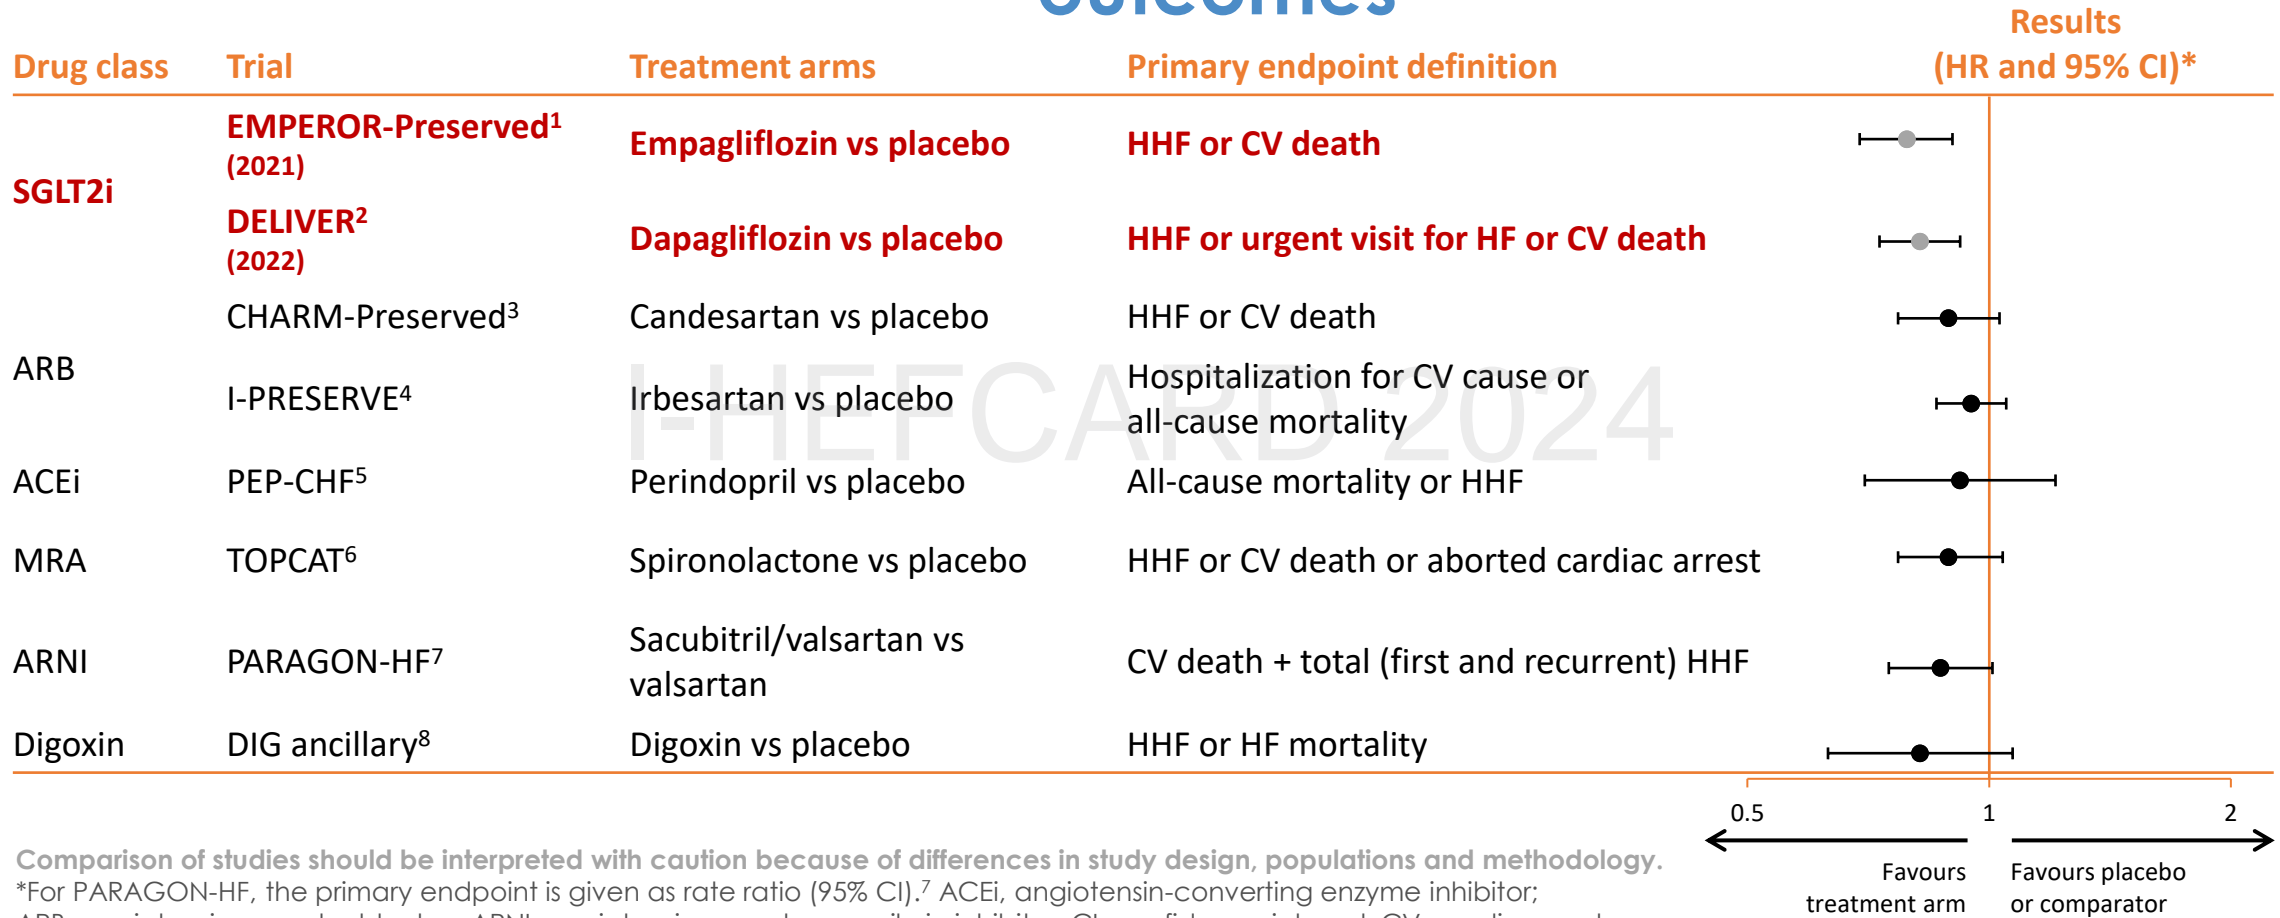 outcomes
Results
Drug class Trial Treatment arms Primary endpoint definition (HR and 95% CI)*
EMPEROR-Preserved¹
(2021)
Empagliflozin vs placebo HHF or CV death
SGLT2i
DELIVER²
(2022)
Dapagliflozin vs placebo HHF or urgent visit for HF or CV death
CHARM-Preserved³ Candesartan vs placebo HHF or CV death
ARB
I-PRESERVE⁴ Irbesartan vs placebo Hospitalization for CV cause or
all-cause mortality
I-HEFCARD 2024
ACEi PEP-CHF⁵ Perindopril vs placebo All-cause mortality or HHF
MRA TOPCAT⁶ Spironolactone vs placebo HHF or CV death or aborted cardiac arrest
ARNI PARAGON-HF⁷ Sacubitril/valsartan vs
valsartan
CV death + total (first and recurrent) HHF
Digoxin DIG ancillary⁸ Digoxin vs placebo HHF or HF mortality
0.5 1 2
Favours
treatment arm
Favours placebo
or comparator
Comparison of studies should be interpreted with caution because of differences in study design, populations and methodology.
*For PARAGON-HF, the primary endpoint is given as rate ratio (95% CI).⁷ ACEi, angiotensin-converting enzyme inhibitor;